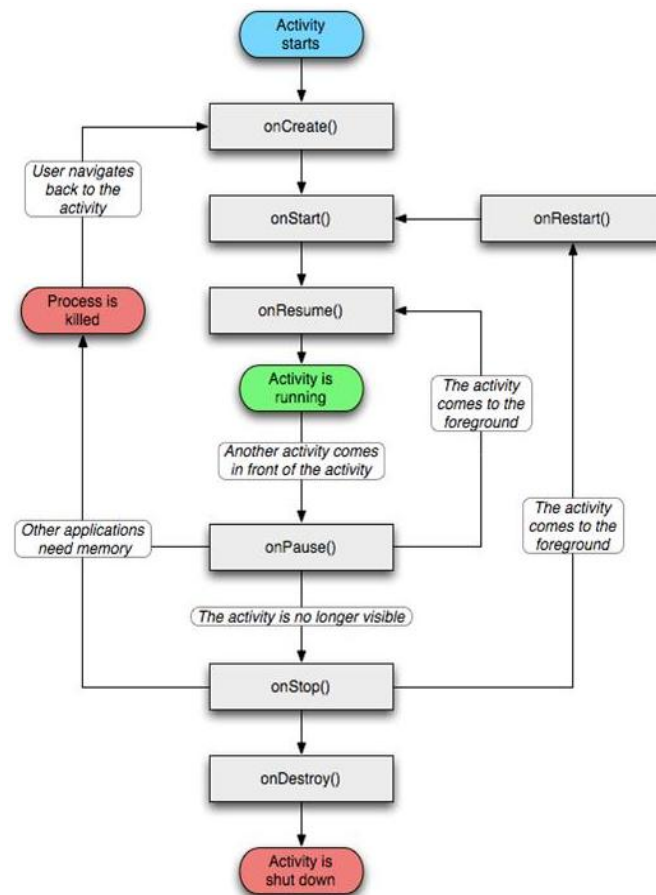 Activity
starts
onCreate()
User navigates
back to the
activity
onStart()
onRestart()
Process is
killed
onResume()
Activity is
running
The activity
comes to the
foreground
Another activity comes
in front of the activity
The activity
comes to the
foreground
Other applications
need memory
onPause()
The activity is no longer visible
onStop()
onDestroy()
Activity is
shut down